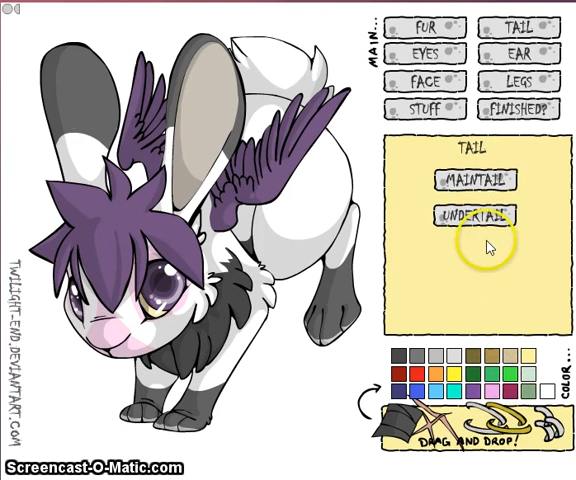 MAIN...
FUR
TAIL
EYES
EAR
FACE
LEGS
STUFF
FINISHED?
TAIL
MAINTAIL
UNDERTAIL
COLOR...
DRAG AND DROP!
TWILIGHT-END.DEVIANTART.COM
Screencast-O-Matic.com